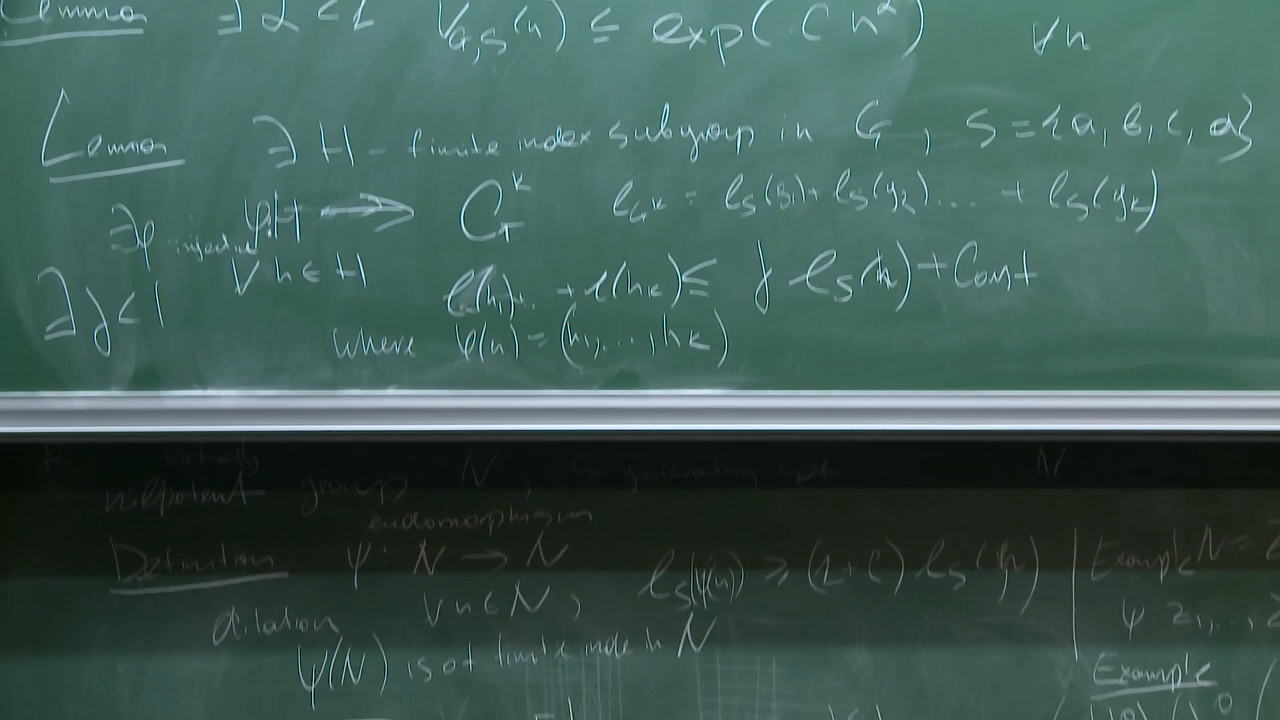 Lemma ∃ α < 1 V_{G,S}(n) ≤ exp(C n^α) ∀n
Lemma ∃ H - finite index subgroup in G, S = {a, b, c, d}
∃φ injective φ: H → G^k l_{G^k} = l_S(g_1) + l_S(g_2) ... + l_S(g_k)
∀ h ∈ H
∃ γ < 1 l(h_1) + ... + l(h_k) ≤ γ l_S(h) + Const
where φ(h) = (h_1, ..., h_k)
virtually
nilpotent group N, S generating N
endomorphism
Definition ψ: N → N l_S(ψ(n)) ≥ (1+ε) l_S(n) Example N =
dilation ∀ n ∈ N, ψ: z_1, ...,
ψ(N) is of finite index in N
Example